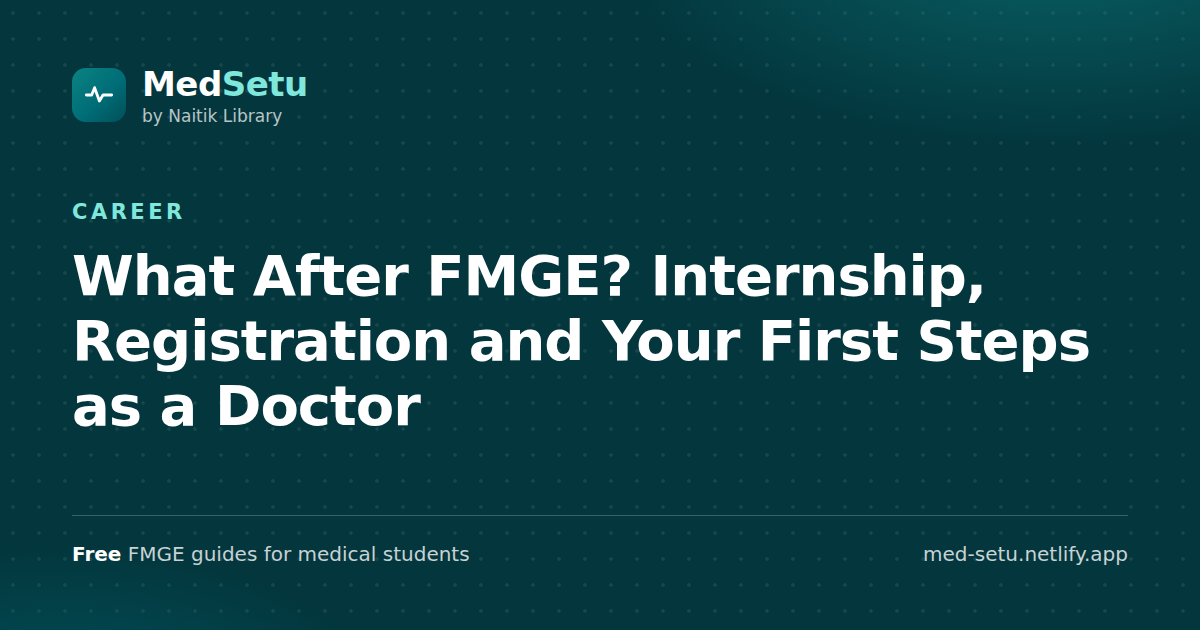 MedSetu
by Naitik Library
CAREER
What After FMGE? Internship,
Registration and Your First Steps
as a Doctor
Free FMGE guides for medical students
med-setu.netlify.app